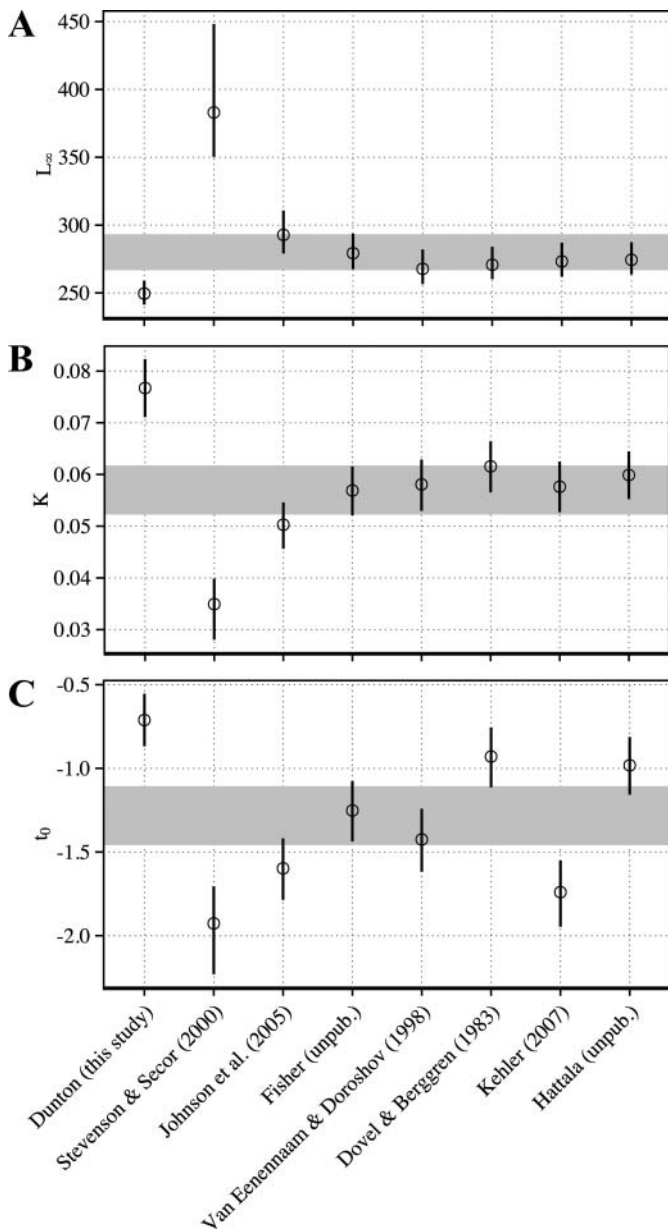 A
450
400
350
300
250
L∞
B
0.08
0.07
0.06
0.05
0.04
0.03
K
C
-0.5
-1.0
-1.5
-2.0
t₀
Dunton (this study)
Stevenson & Secor (2000)
Johnson et al. (2005)
Fisher (unpub.)
Van Eenennaam & Doroshov (1998)
Dovel & Berggren (1983)
Kehler (2007)
Hattala (unpub.)